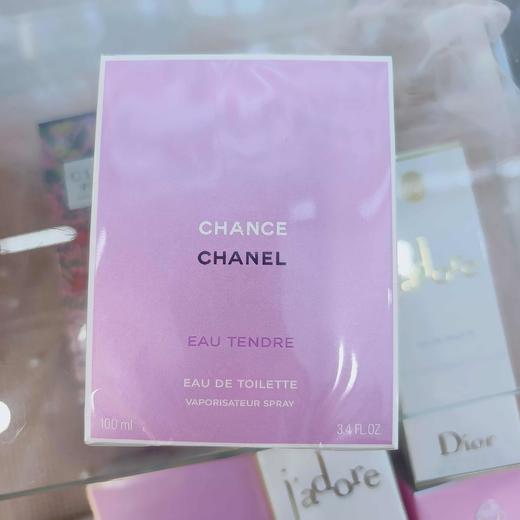 CHANCE
CHANEL
EAU TENDRE
EAU DE TOILETTE
VAPORISATEUR SPRAY
100 ml
3.4 FL.OZ
Dior
j'adore